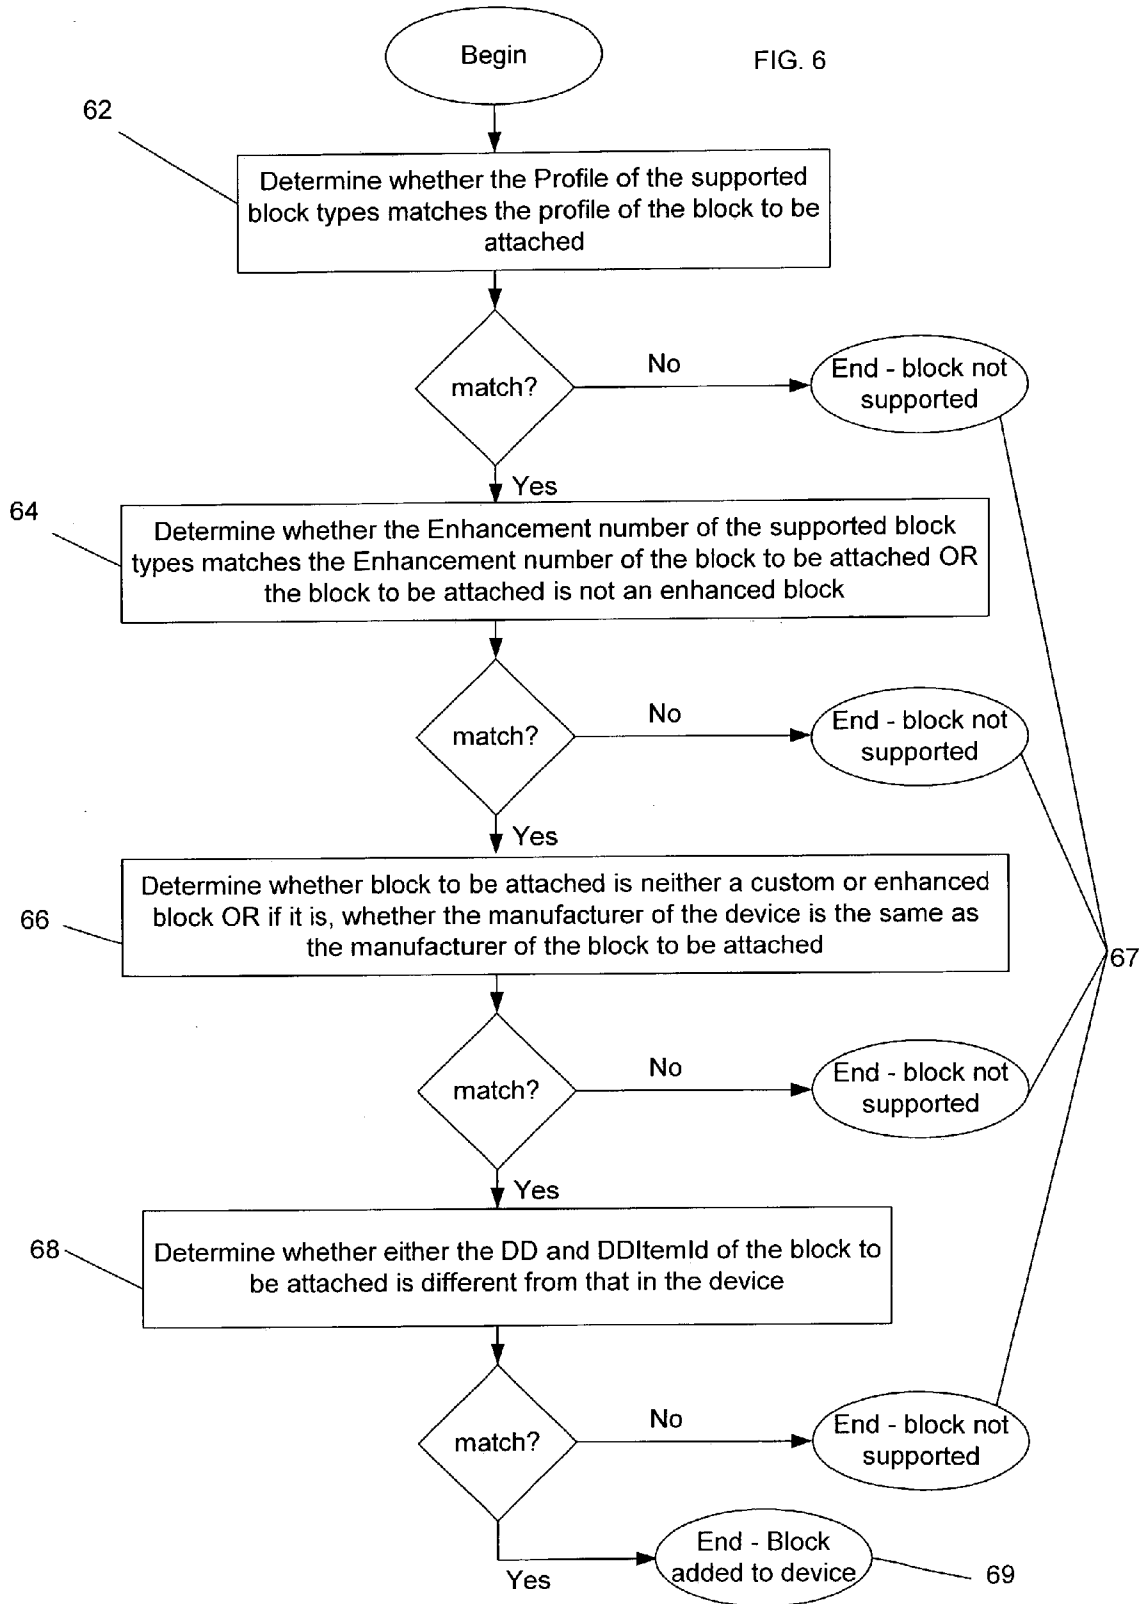 Begin
FIG. 6
62
Determine whether the Profile of the supported
block types matches the profile of the block to be
attached
match?
No
End - block not
supported
Yes
64
Determine whether the Enhancement number of the supported block
types matches the Enhancement number of the block to be attached OR
the block to be attached is not an enhanced block
match?
No
End - block not
supported
Yes
66
Determine whether block to be attached is neither a custom or enhanced
block OR if it is, whether the manufacturer of the device is the same as
the manufacturer of the block to be attached
67
match?
No
End - block not
supported
Yes
68
Determine whether either the DD and DDItemId of the block to
be attached is different from that in the device
match?
No
End - block not
supported
Yes
End - Block
added to device
69